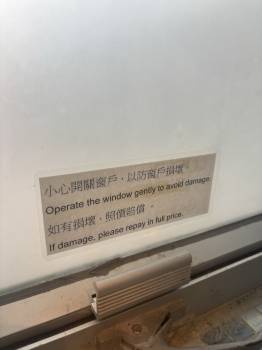 小心開關窗戶，以防窗戶損壞。
Operate the window gently to avoid damage.
如有損壞，照價賠償。
If damage, please repay in full price.